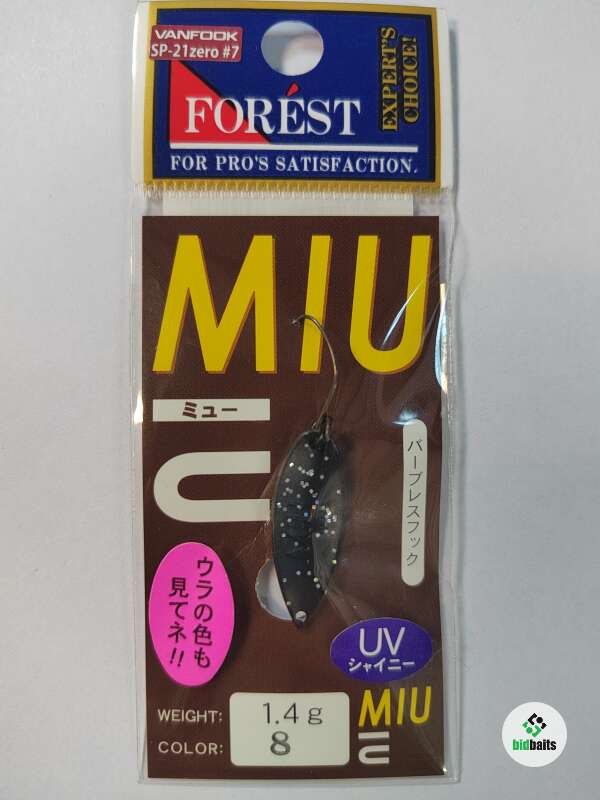 VANFOOK
SP-21zero #7
FORÉST
EXPERT'S
CHOICE!
FOR PRO'S SATISFACTION.
MIU
ミュー
バーブレスフック
ウラの色も
見てネ!!
UV
シャイニー
WEIGHT: 1.4g
COLOR: 8
MIU
bidbaits